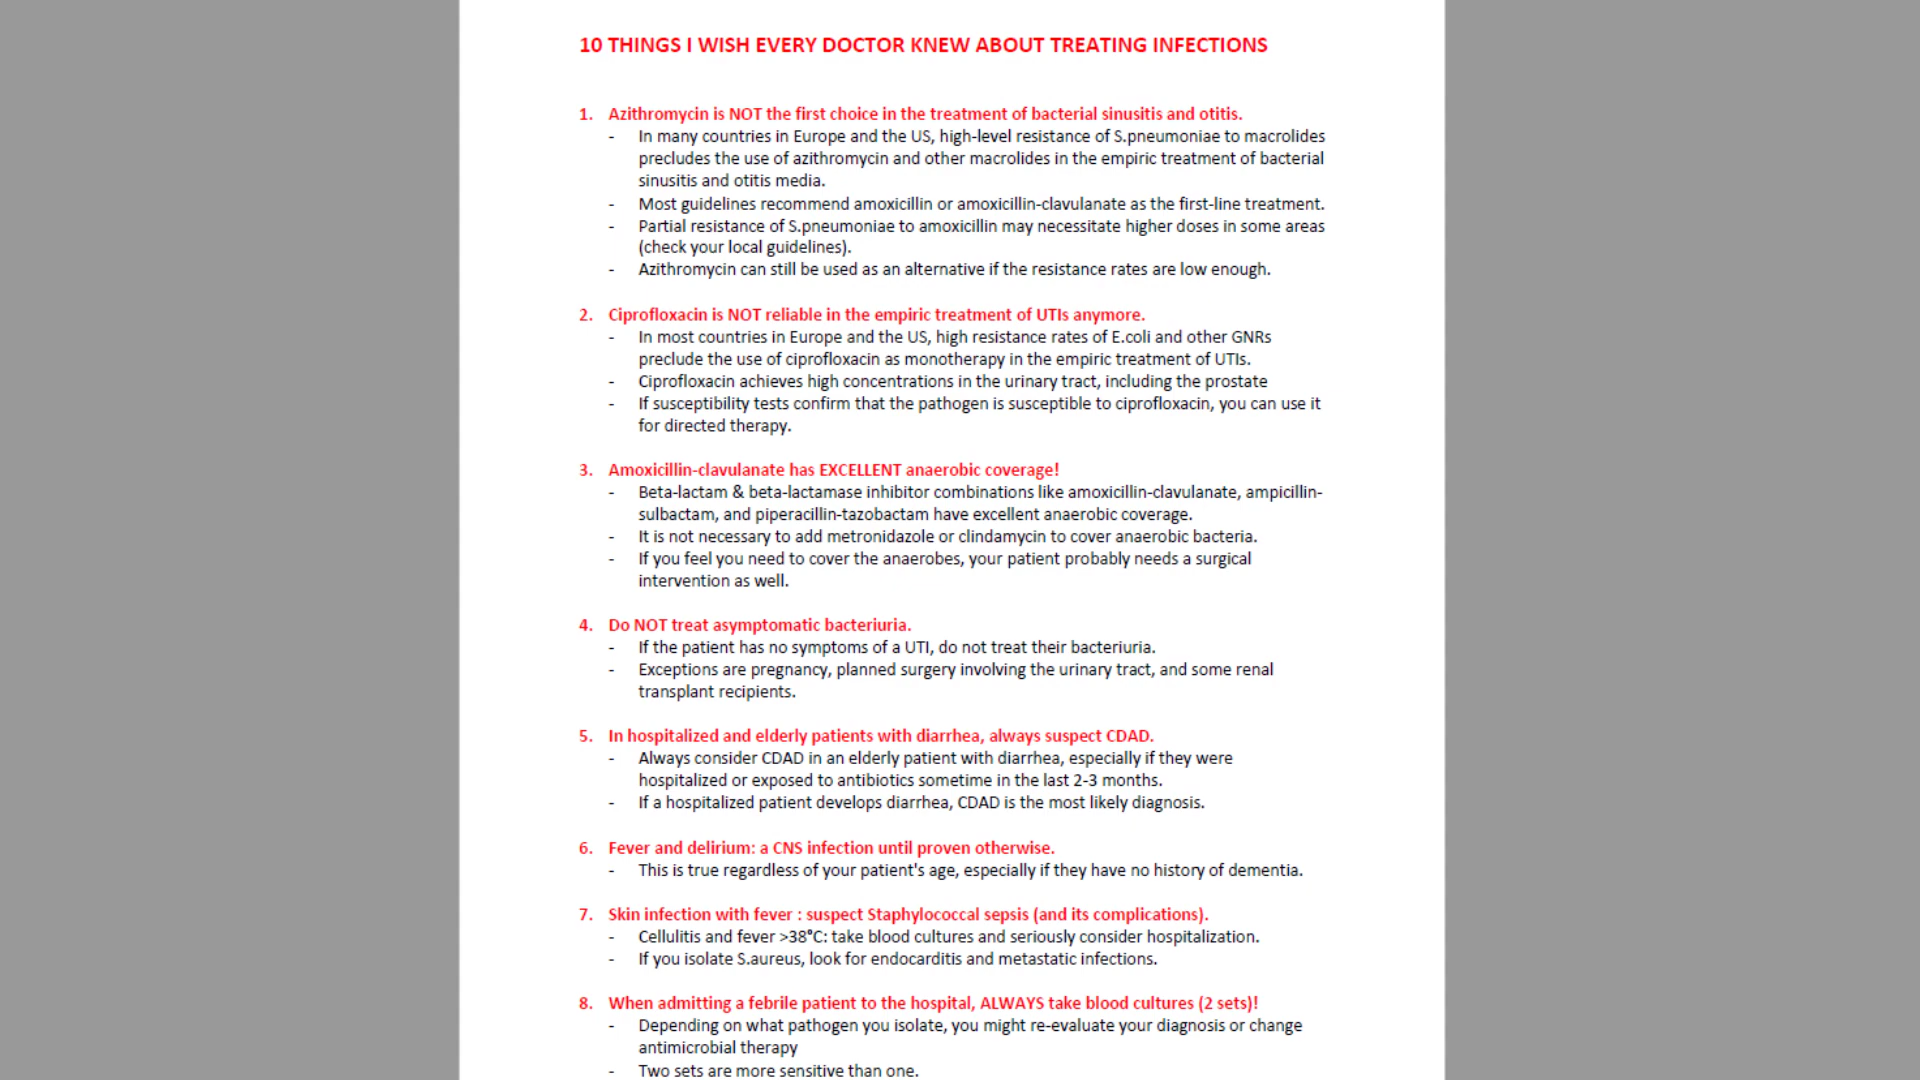 10 THINGS I WISH EVERY DOCTOR KNEW ABOUT TREATING INFECTIONS
1. Azithromycin is NOT the first choice in the treatment of bacterial sinusitis and otitis.
- In many countries in Europe and the US, high-level resistance of S.pneumoniae to macrolides
precludes the use of azithromycin and other macrolides in the empiric treatment of bacterial
sinusitis and otitis media.
- Most guidelines recommend amoxicillin or amoxicillin-clavulanate as the first-line treatment.
- Partial resistance of S.pneumoniae to amoxicillin may necessitate higher doses in some areas
(check your local guidelines).
- Azithromycin can still be used as an alternative if the resistance rates are low enough.
2. Ciprofloxacin is NOT reliable in the empiric treatment of UTIs anymore.
- In most countries in Europe and the US, high resistance rates of E.coli and other GNRs
preclude the use of ciprofloxacin as monotherapy in the empiric treatment of UTIs.
- Ciprofloxacin achieves high concentrations in the urinary tract, including the prostate
- If susceptibility tests confirm that the pathogen is susceptible to ciprofloxacin, you can use it
for directed therapy.
3. Amoxicillin-clavulanate has EXCELLENT anaerobic coverage!
- Beta-lactam & beta-lactamase inhibitor combinations like amoxicillin-clavulanate, ampicillin-
sulbactam, and piperacillin-tazobactam have excellent anaerobic coverage.
- It is not necessary to add metronidazole or clindamycin to cover anaerobic bacteria.
- If you feel you need to cover the anaerobes, your patient probably needs a surgical
intervention as well.
4. Do NOT treat asymptomatic bacteriuria.
- If the patient has no symptoms of a UTI, do not treat their bacteriuria.
- Exceptions are pregnancy, planned surgery involving the urinary tract, and some renal
transplant recipients.
5. In hospitalized and elderly patients with diarrhea, always suspect CDAD.
- Always consider CDAD in an elderly patient with diarrhea, especially if they were
hospitalized or exposed to antibiotics sometime in the last 2-3 months.
- If a hospitalized patient develops diarrhea, CDAD is the most likely diagnosis.
6. Fever and delirium: a CNS infection until proven otherwise.
- This is true regardless of your patient's age, especially if they have no history of dementia.
7. Skin infection with fever : suspect Staphylococcal sepsis (and its complications).
- Cellulitis and fever >38°C: take blood cultures and seriously consider hospitalization.
- If you isolate S.aureus, look for endocarditis and metastatic infections.
8. When admitting a febrile patient to the hospital, ALWAYS take blood cultures (2 sets)!
- Depending on what pathogen you isolate, you might re-evaluate your diagnosis or change
antimicrobial therapy
- Two sets are more sensitive than one.